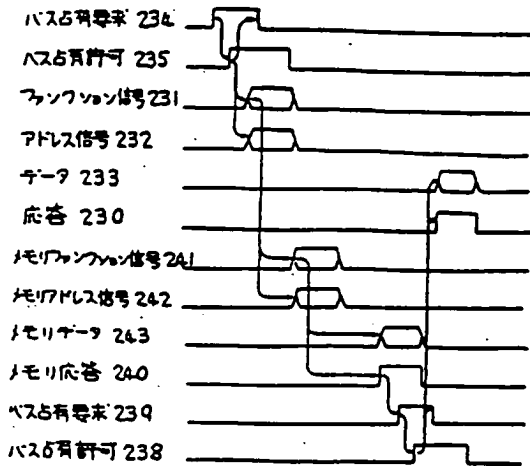 バス占有要求 234
バス占有許可 235
ファンクション信号 231
アドレス信号 232
データ 233
応答 230
メモリファンクション信号 241
メモリアドレス信号 242
メモリデータ 243
メモリ応答 240
バス占有要求 239
バス占有許可 238